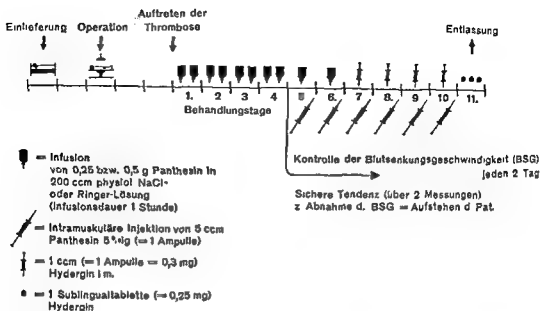 Auftreten der
Einlieferung Operation Thrombose Entlassung
1. 2. 3. 4. 5. 6. 7. 8. 9. 10. 11.
Behandlungstage
Kontrolle der Blutsenkungsgeschwindigkeit (BSG)
jeden 2 Tag
Sichere Tendenz (über 2 Messungen)
z Abnahme d. BSG = Aufstehen d Pat.
= Infusion
von 0,25 bzw. 0,5 g Panthesin in
200 ccm physiol NaCl-
oder Ringer-Lösung
(Infusionsdauer 1 Stunde)
= Intramuskuläre Injektion von 5 ccm
Panthesin 5%ig (= 1 Ampulle)
= 1 ccm (= 1 Ampulle = 0,3 mg)
Hydergin i m.
= 1 Sublingualtablette (= 0,25 mg)
Hydergin